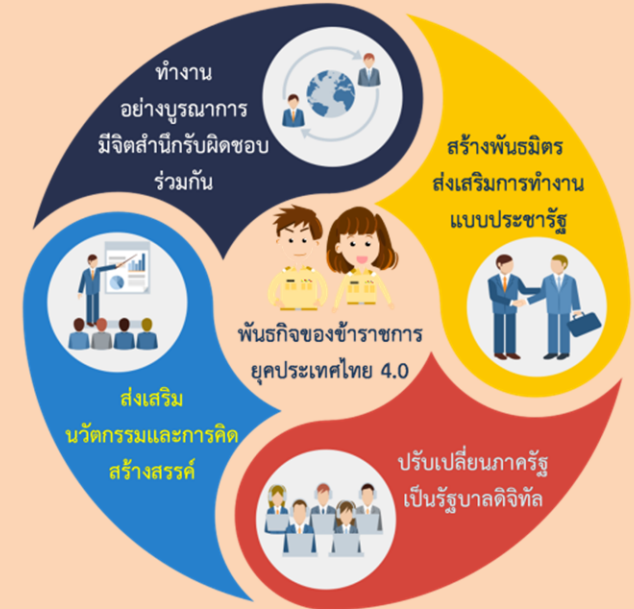 ทำงาน
อย่างบูรณาการ
มีจิตสำนึกรับผิดชอบ
ร่วมกัน
สร้างพันธมิตร
ส่งเสริมการทำงาน
แบบประชารัฐ
พันธกิจของข้าราชการ
ยุคประเทศไทย 4.0
ส่งเสริม
นวัตกรรมและการคิด
สร้างสรรค์
ปรับเปลี่ยนภาครัฐ
เป็นรัฐบาลดิจิทัล